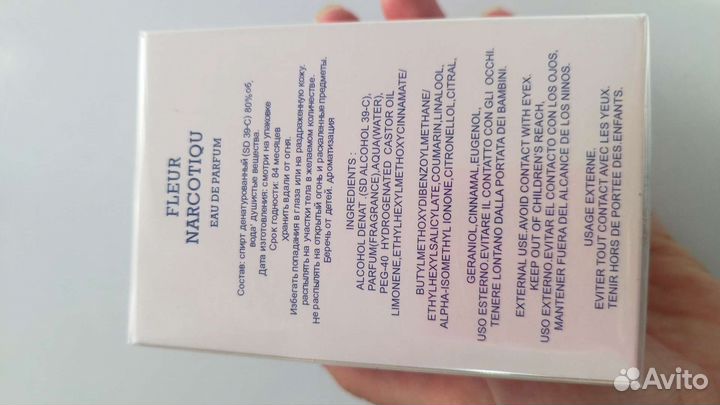 FLEUR
NARCOTIQU
EAU DE PARFUM
Состав: спирт денатурованный (SD 39-C) 80% об,
вода, душистые вещества.
Дата изготовления: смотри на упаковке
Срок годности: 84 месяцев
хранить вдали от огня.
Избегать попадания в глаза или на раздраженную кожу.
распылять на участки тела в желаемом количестве.
Не распылять на открытый огонь и раскаленные предметы.
Беречь от детей. ароматизация
INGREDIENTS :
ALCOHOL DENAT. (SD ALCOHOL 39-C),
PARFUM(FRAGRANCE),AQUA(WATER),
PEG-40 HYDROGENATED CASTOR OIL,
LIMONENE,ETHYLHEXYLMETHOXYCINNAMATE/
BUTYLMETHOXYDIBENZOYLMETHANE/
ETHYLHEXYLSALICYLATE,COUMARIN,LINALOOL,
ALPHA-ISOMETHYL IONONE,CITRONELLOL,CITRAL,
GERANIOL,CINNAMAL,EUGENOL,
USO ESTERNO.EVITARE IL CONTATTO CON GLI OCCHI.
TENERE LONTANO DALLA PORTATA DEI BAMBINI.
EXTERNAL USE AVOID CONTACT WITH EYEX.
KEEP OUT OF CHILDREN'S REACH,
USO EXTERNO.EVITAR EL CONTACTO CON LOS OJOS,
MANTENER FUERA DEL ALCANCE DE LOS NINOS.
USAGE EXTERNE,
EVITER TOUT CONTACT AVEC LES YEUX.
TENIR HORS DE PORTEE DES.ENFANTS.
Avito